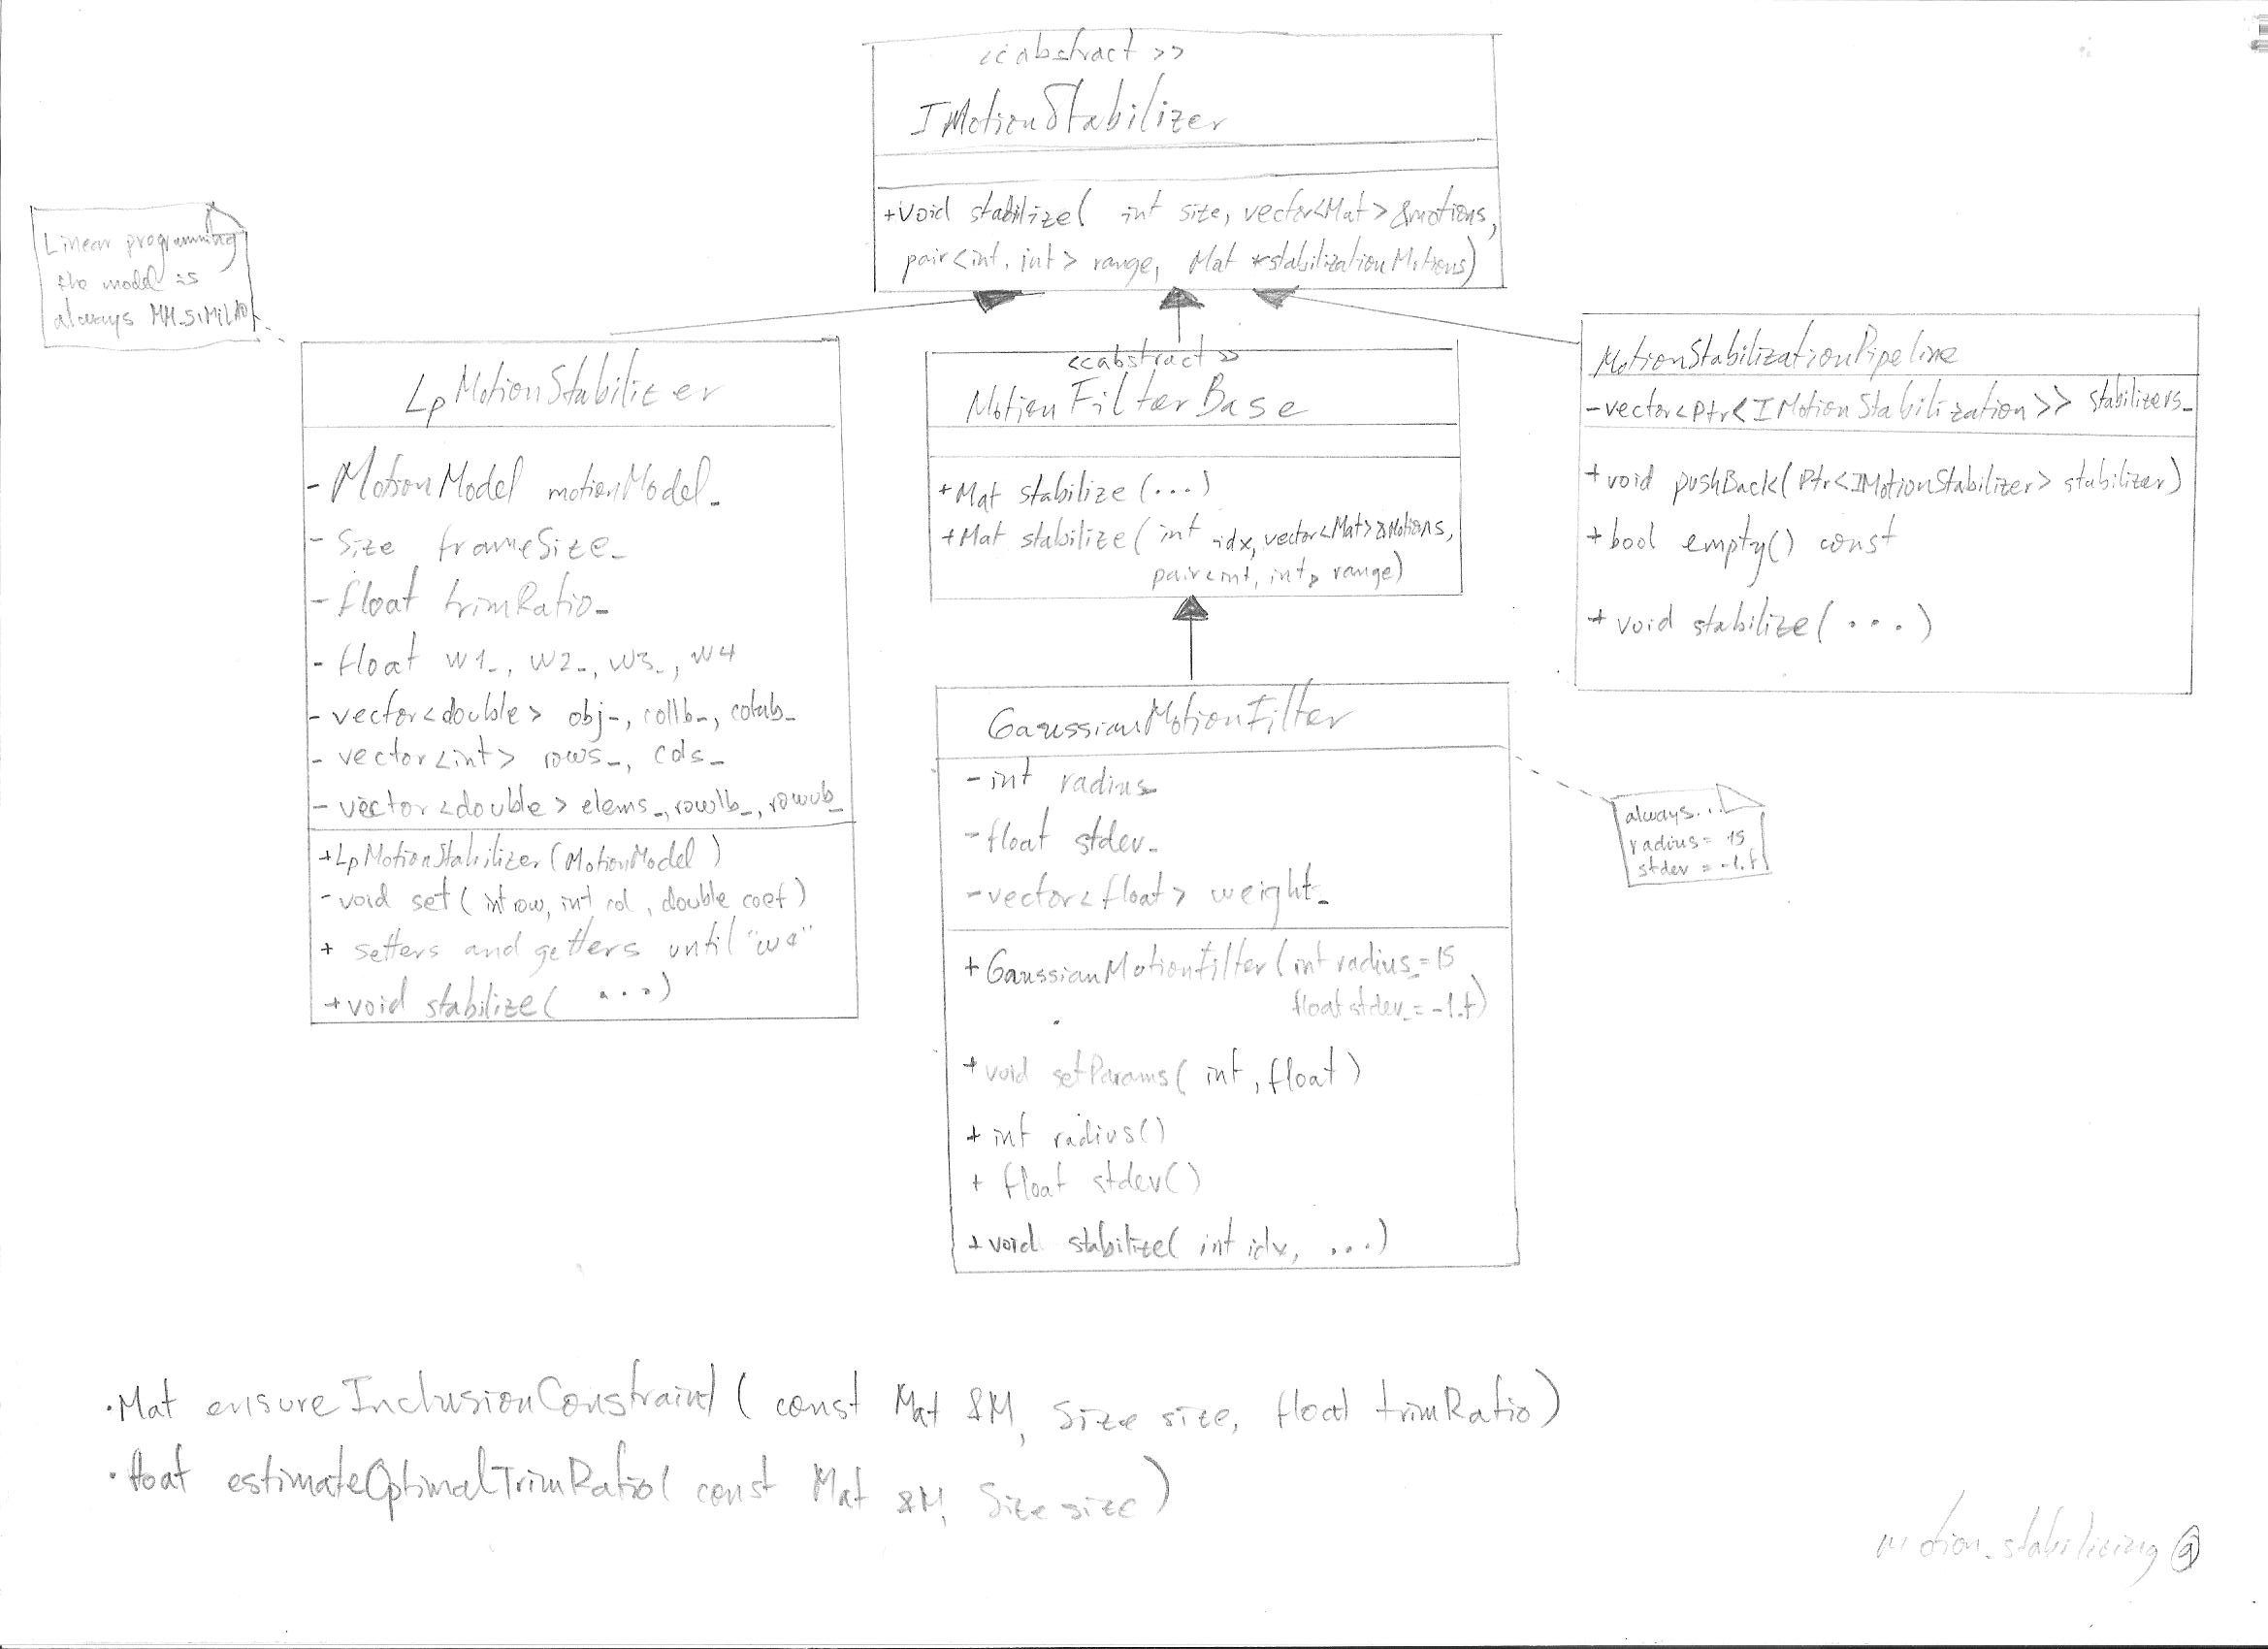 <<abstract>>
IMotionStabilizer
+void stabilize( int size, vector<Mat> &motions,
pair<int, int> range, Mat *stabilizationMotions)
Linear programming
the model is
always MM_SIMILAR
LpMotionStabilizer
- MotionModel motionModel_
- Size frameSize_
- float trimRatio_
- float w1_, w2_, w3_, w4
- vector<double> obj_, collb_, colub_
- vector<int> rows_, cols_
- vector<double> elems_, rowlb_, rowub_
+LpMotionStabilizer(MotionModel)
-void set( int row, int col, double coef)
+ setters and getters until "w4"
+void stabilize( ...)
<<abstract>>
MotionFilterBase
+Mat stabilize (...)
+Mat stabilize( int idx, vector<Mat> &Motions,
pair<int, int> range)
MotionStabilizationPipeline
-vector<Ptr<IMotionStabilization>> stabilizers_
+void pushBack( Ptr<IMotionStabilizer> stabilizer)
+bool empty() const
+ void stabilize( ...)
GaussianMotionFilter
-int radius_
-float stdev_
-vector<float> weight_
+GaussianMotionFilter(int radius_=15
float stdev_=-1.f)
+void setParams( int, float)
+ int radius()
+ float stdev()
+void stabilize( int idx, ...)
always...
radius= 15
stdev = -1.f
•Mat ensureInclusionConstraint( const Mat &M, Size size, float trimRatio)
•float estimateOptimalTrimRatio( const Mat &M, Size size)
motion_stabilizing @